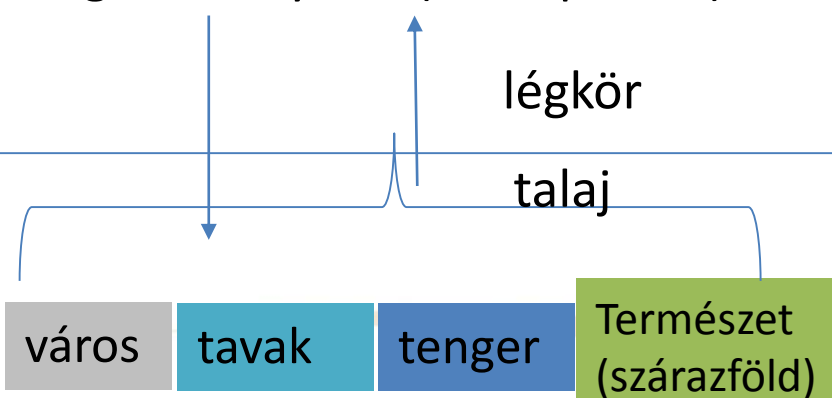 légkör
talaj
város
tavak
tenger
Természet
(szárazföld)